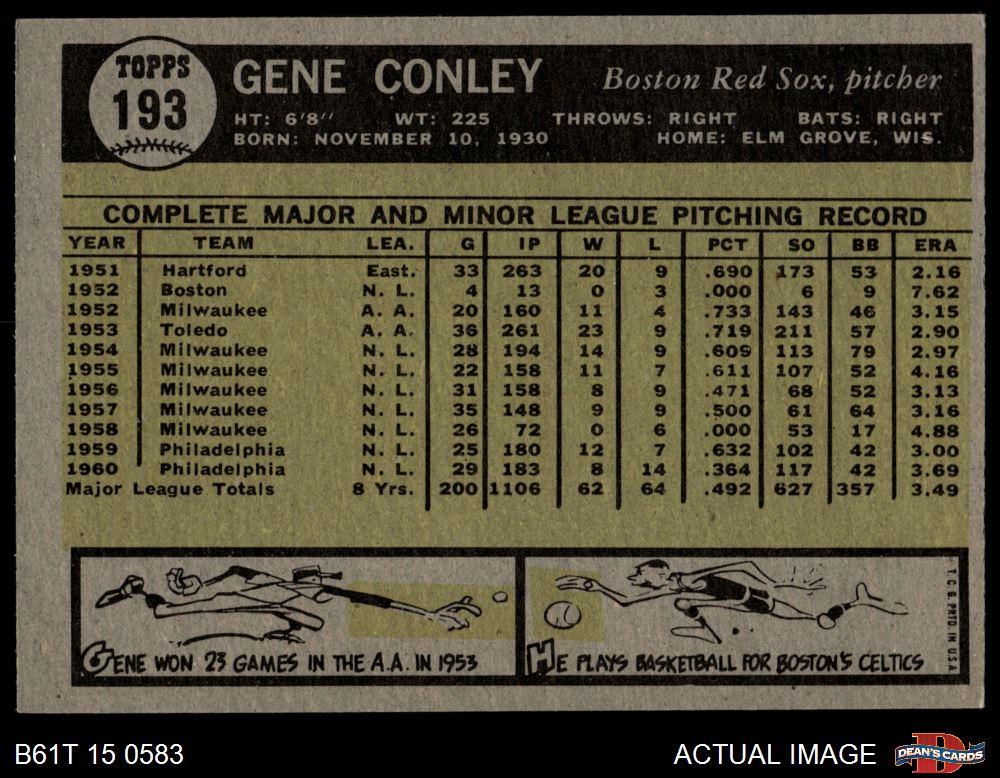 TOPPS
193
GENE CONLEY Boston Red Sox, pitcher
HT: 6'8'' WT: 225 THROWS: RIGHT BATS: RIGHT
BORN: NOVEMBER 10, 1930 HOME: ELM GROVE, WIS.
COMPLETE MAJOR AND MINOR LEAGUE PITCHING RECORD
YEAR TEAM LEA. G IP W L PCT SO BB ERA
1951 Hartford East. 33 263 20 9 .690 173 53 2.16
1952 Boston N. L. 4 13 0 3 .000 6 9 7.62
1952 Milwaukee A. A. 20 160 11 4 .733 143 46 3.15
1953 Toledo A. A. 36 261 23 9 .719 211 57 2.90
1954 Milwaukee N. L. 28 194 14 9 .609 113 79 2.97
1955 Milwaukee N. L. 22 158 11 7 .611 107 52 4.16
1956 Milwaukee N. L. 31 158 8 9 .471 68 52 3.13
1957 Milwaukee N. L. 35 148 9 9 .500 61 64 3.16
1958 Milwaukee N. L. 26 72 0 6 .000 53 17 4.88
1959 Philadelphia N. L. 25 180 12 7 .632 102 42 3.00
1960 Philadelphia N. L. 29 183 8 14 .364 117 42 3.69
Major League Totals 8 Yrs. 200 1106 62 64 .492 627 357 3.49
GENE WON 23 GAMES IN THE A.A. IN 1953
HE PLAYS BASKETBALL FOR BOSTON'S CELTICS
T. C. G. PRTD. IN U.S.A.
B61T 15 0583
ACTUAL IMAGE
D
DEAN'S CARDS